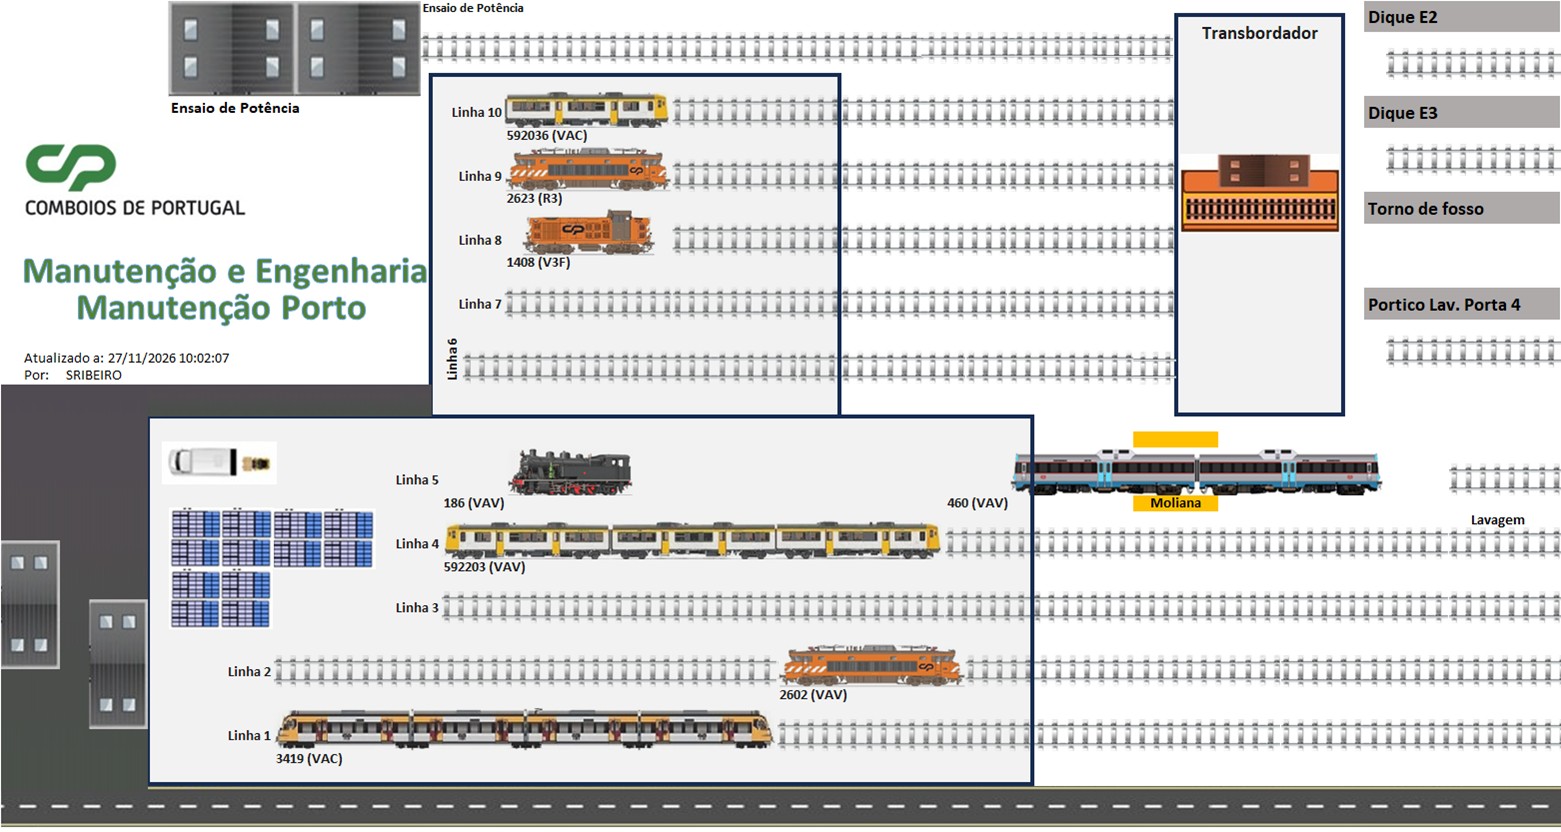 Ensaio de Potência
Ensaio de Potência
Transbordador
Dique E2
Dique E3
Torno de fosso
Portico Lav. Porta 4
CP
COMBOIOS DE PORTUGAL
Manutenção e Engenharia
Manutenção Porto
Atualizado a: 27/11/2026 10:02:07
Por: SRIBEIRO
Linha 10
592036 (VAC)
Linha 9
2623 (R3)
Linha 8
1408 (V3F)
Linha 7
Linha6
Linha 5
186 (VAV)
460 (VAV)
Moliana
Lavagem
Linha 4
592203 (VAV)
Linha 3
Linha 2
2602 (VAV)
Linha 1
3419 (VAC)